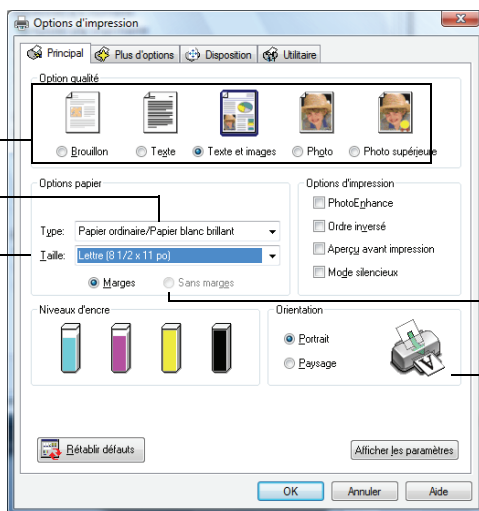 Options d'impression
Principal Plus d'options Disposition Utilitaire
Option qualité
Brouillon Texte Texte et images Photo Photo supérieure
Options papier
Type: Papier ordinaire/Papier blanc brillant
Taille: Lettre (8 1/2 x 11 po)
Marges Sans marges
Options d'impression
PhotoEnhance
Ordre inversé
Aperçu avant impression
Mode silencieux
Niveaux d'encre
Orientation
Portrait
Paysage
A
Rétablir défauts
Afficher les paramètres
OK Annuler Aide